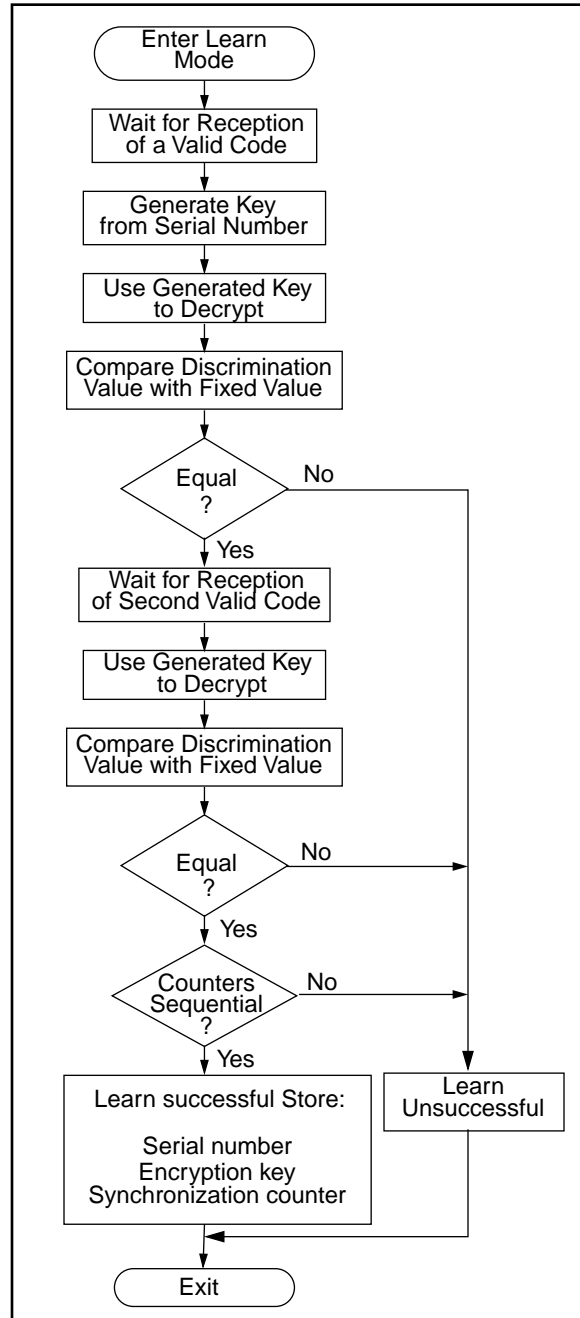 Enter Learn
Mode
Wait for Reception
of a Valid Code
Generate Key
from Serial Number
Use Generated Key
to Decrypt
Compare Discrimination
Value with Fixed Value
Equal
?
No
Yes
Wait for Reception
of Second Valid Code
Use Generated Key
to Decrypt
Compare Discrimination
Value with Fixed Value
Equal
?
No
Yes
Counters
Sequential
?
No
Yes
Learn successful Store:
Serial number
Encryption key
Synchronization counter
Learn
Unsuccessful
Exit